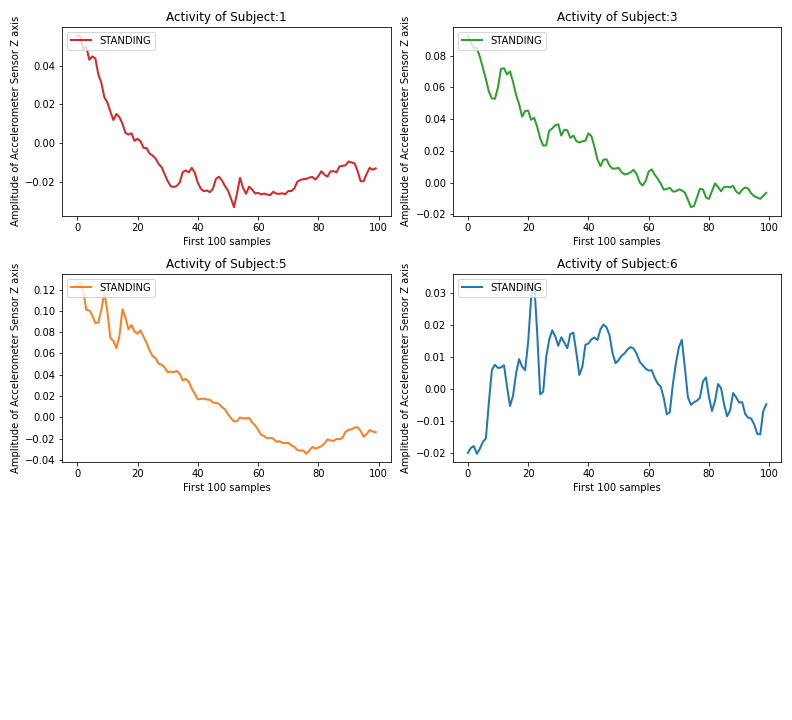 Activity of Subject:1
Amplitude of Accelerometer Sensor Z axis
STANDING
0.04
0.02
0.00
−0.02
0 20 40 60 80 100
First 100 samples
Activity of Subject:3
Amplitude of Accelerometer Sensor Z axis
STANDING
0.08
0.06
0.04
0.02
0.00
−0.02
0 20 40 60 80 100
First 100 samples
Activity of Subject:5
Amplitude of Accelerometer Sensor Z axis
STANDING
0.12
0.10
0.08
0.06
0.04
0.02
0.00
−0.02
−0.04
0 20 40 60 80 100
First 100 samples
Activity of Subject:6
Amplitude of Accelerometer Sensor Z axis
STANDING
0.03
0.02
0.01
0.00
−0.01
−0.02
0 20 40 60 80 100
First 100 samples